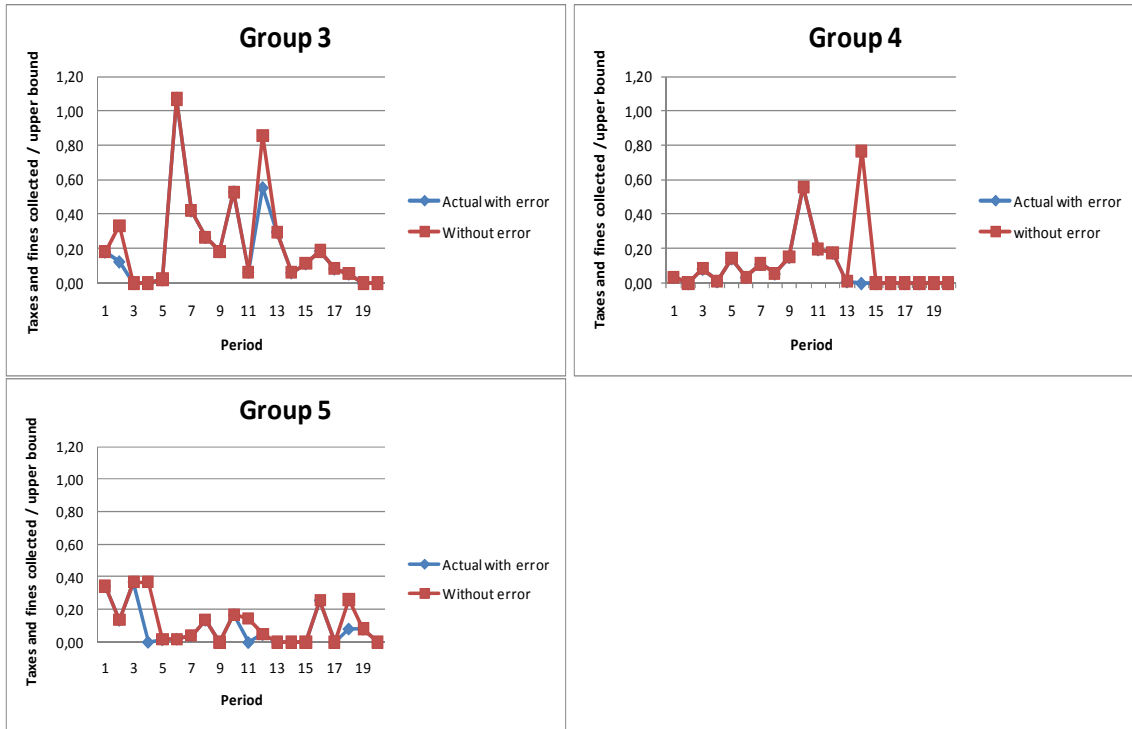 Group 3
Taxes and fines collected / upper bound
1,20
1,00
0,80
0,60
0,40
0,20
0,00
1 3 5 7 9 11 13 15 17 19
Period
Actual with error
Without error
Group 4
Taxes and fines collected / upper bound
1,20
1,00
0,80
0,60
0,40
0,20
0,00
1 3 5 7 9 11 13 15 17 19
Period
Actual with error
without error
Group 5
Taxes and fines collected / upper bound
1,20
1,00
0,80
0,60
0,40
0,20
0,00
1 3 5 7 9 11 13 15 17 19
Period
Actual with error
Without error